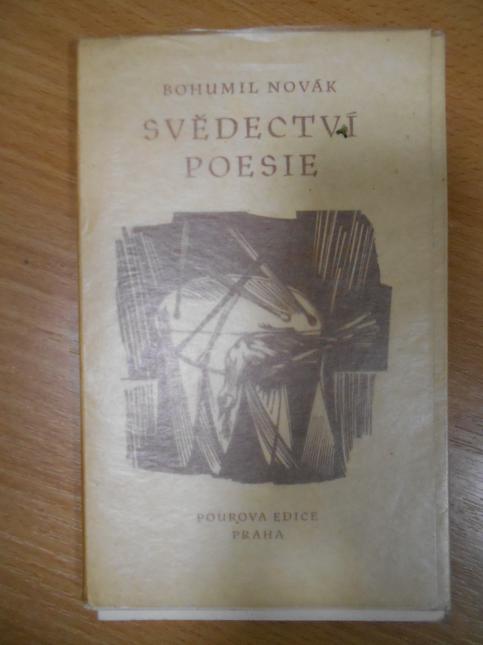 BOHUMIL NOVÁK
SVĚDECTVÍ
POESIE
POUROVA EDICE
PRAHA